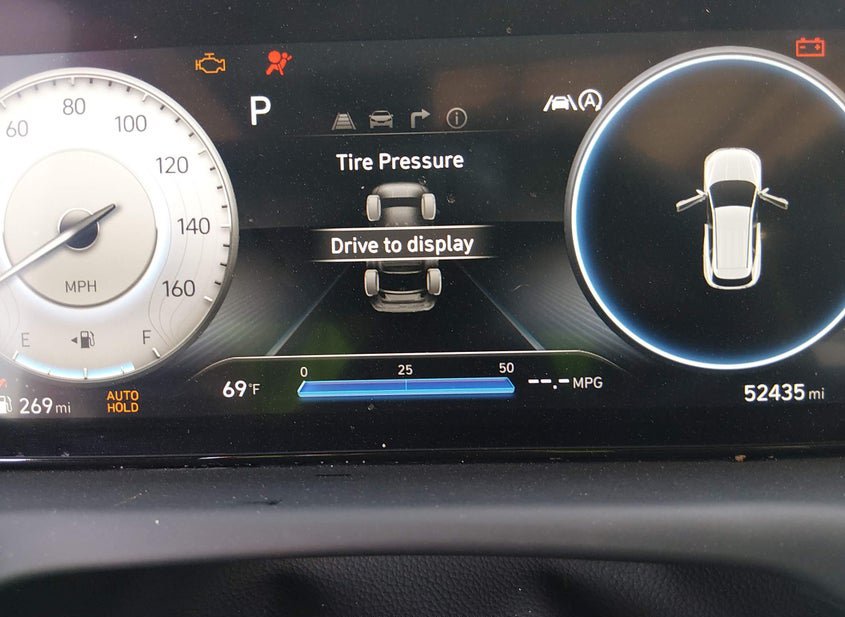 P
A
60
80
100
120
140
160
MPH
E
F
Tire Pressure
Drive to display
0
25
50
69°F
--.- MPG
269 mi
AUTO
HOLD
52435 mi